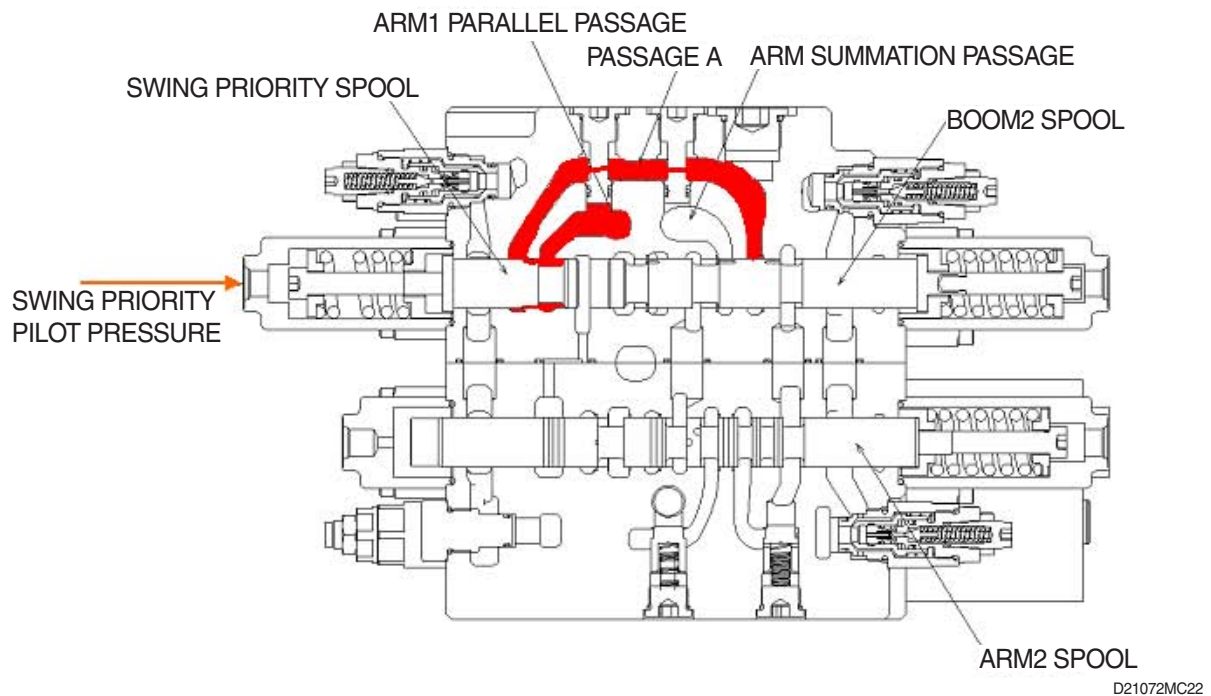 ARM1 PARALLEL PASSAGE
PASSAGE A
ARM SUMMATION PASSAGE
SWING PRIORITY SPOOL
BOOM2 SPOOL
SWING PRIORITY
PILOT PRESSURE
ARM2 SPOOL
D21072MC22